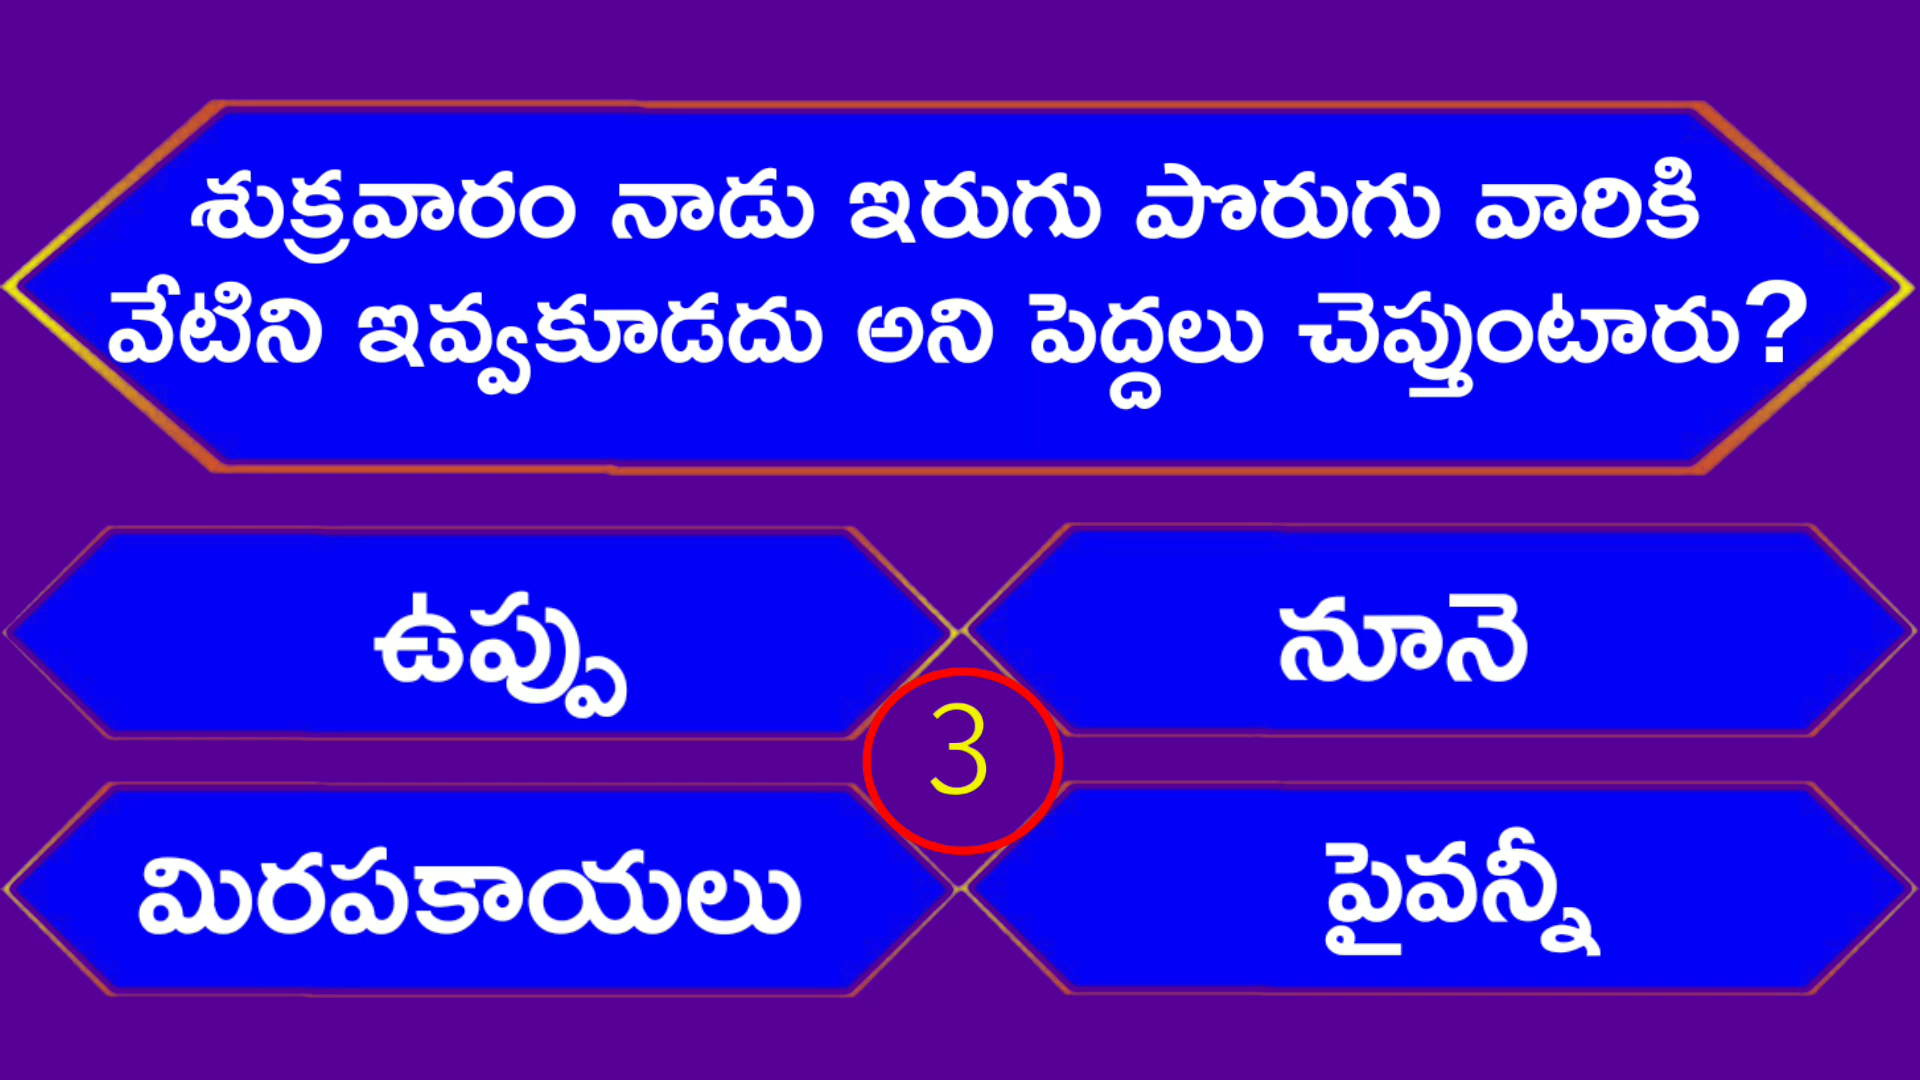 శుక్రవారం నాడు ఇరుగు పొరుగు వారికి
వేటిని ఇవ్వకూడదు అని పెద్దలు చెప్తుంటారు?
ఉప్పు
నూనె
3
మిరపకాయలు
పైవన్నీ